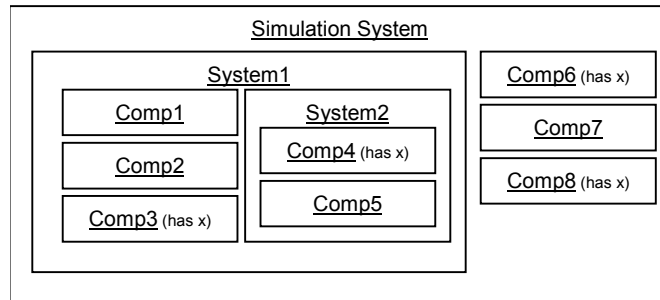 Simulation System
System1
Comp1
Comp2
Comp3 (has x)
System2
Comp4 (has x)
Comp5
Comp6 (has x)
Comp7
Comp8 (has x)